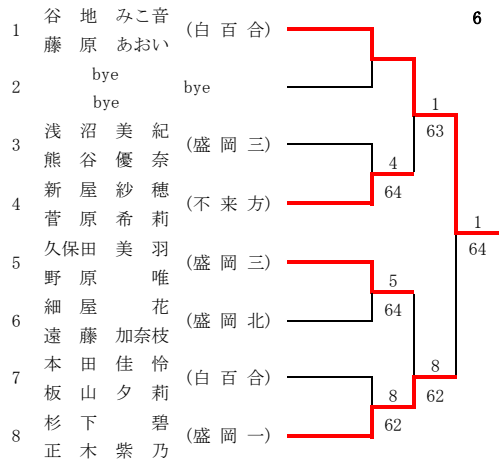 6
1 谷 地 みこ音 (白 百 合)
藤 原 あおい
2 bye bye
bye
3 浅 沼 美 紀 (盛 岡 三)
熊 谷 優 奈
4 新 屋 紗 穂 (不 来 方)
菅 原 希 莉
5 久保田 美 羽 (盛 岡 三)
野 原 唯
6 細 屋 花 (盛 岡 北)
遠 藤 加奈枝
7 本 田 佳 怜 (白 百 合)
板 山 夕 莉
8 杉 下 碧 (盛 岡 一)
正 木 紫 乃
4
64
5
64
8
62
1
63
8
62
1
64